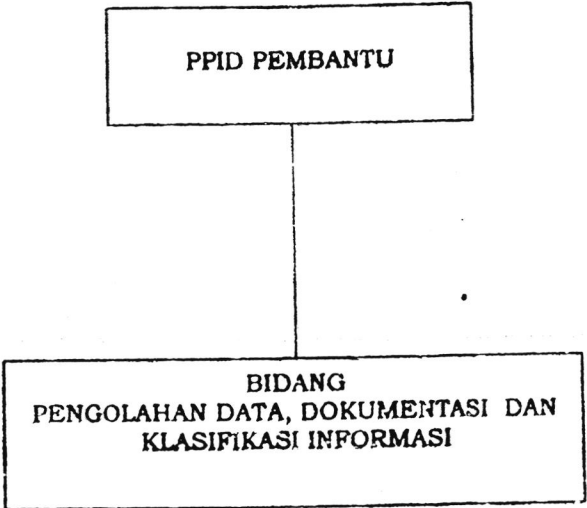 PPID PEMBANTU
BIDANG
PENGOLAHAN DATA, DOKUMENTASI DAN
KLASIFIKASI INFORMASI